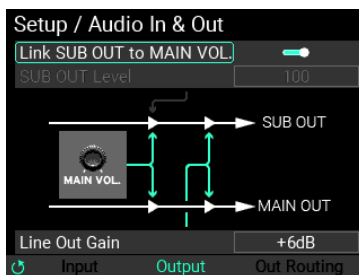 Setup / Audio In & Out
Link SUB OUT to MAIN VOL.
SUB OUT Level 100
SUB OUT
MAIN VOL.
MAIN OUT
Line Out Gain +6dB
Input Output Out Routing